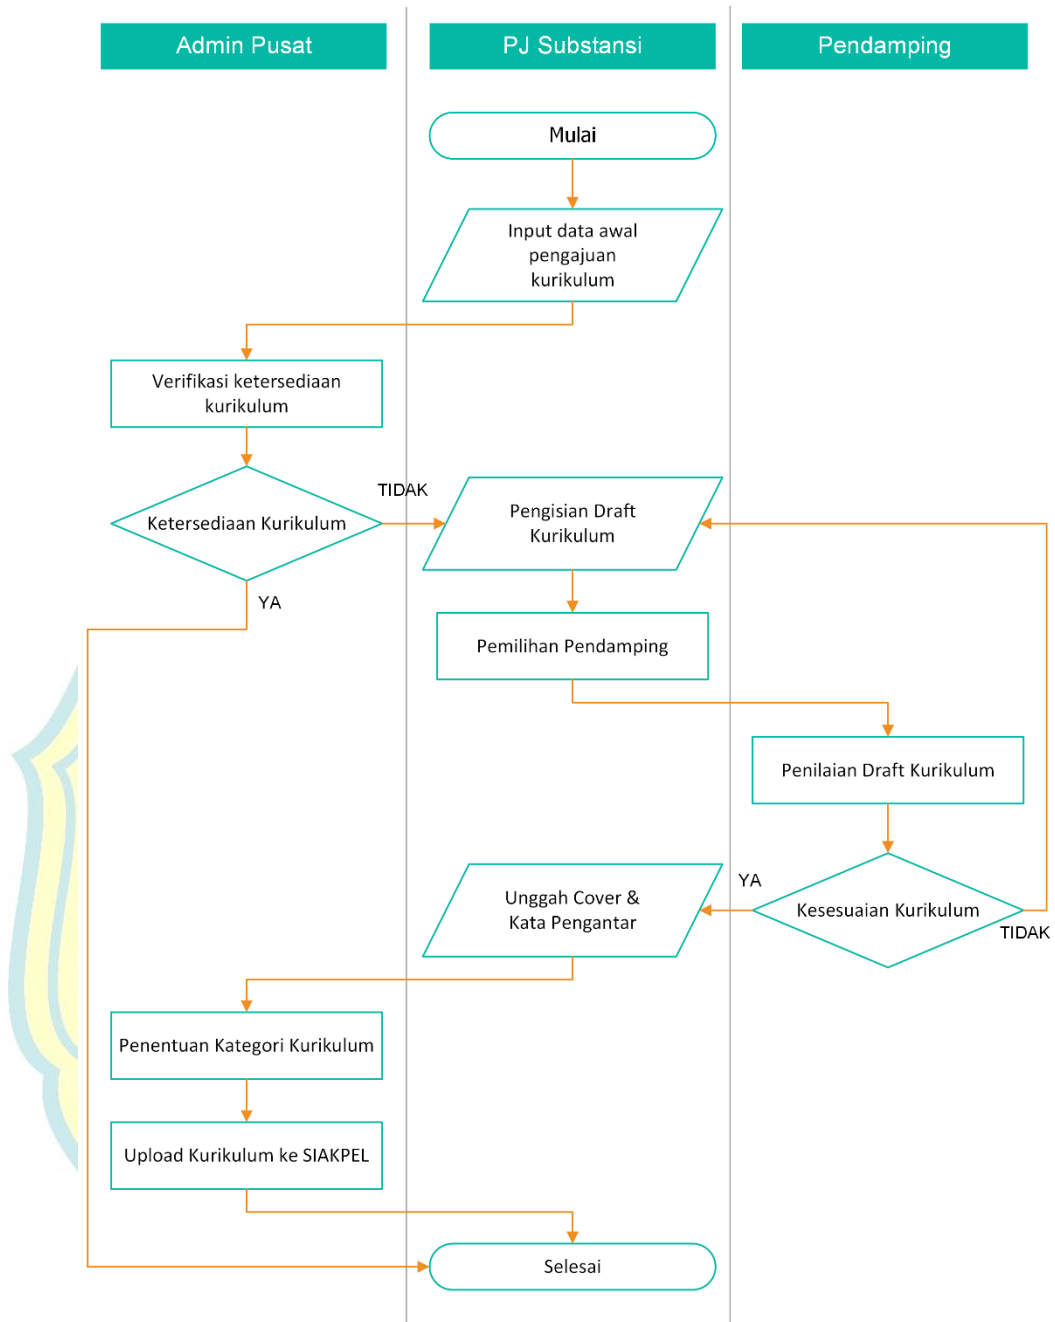 Admin Pusat
PJ Substansi
Pendamping
Mulai
Input data awal
pengajuan
kurikulum
Verifikasi ketersediaan
kurikulum
Ketersediaan Kurikulum
TIDAK
Pengisian Draft
Kurikulum
YA
Pemilihan Pendamping
Penilaian Draft Kurikulum
Kesesuaian Kurikulum
YA
TIDAK
Unggah Cover &
Kata Pengantar
Penentuan Kategori Kurikulum
Upload Kurikulum ke SIAKPEL
Selesai